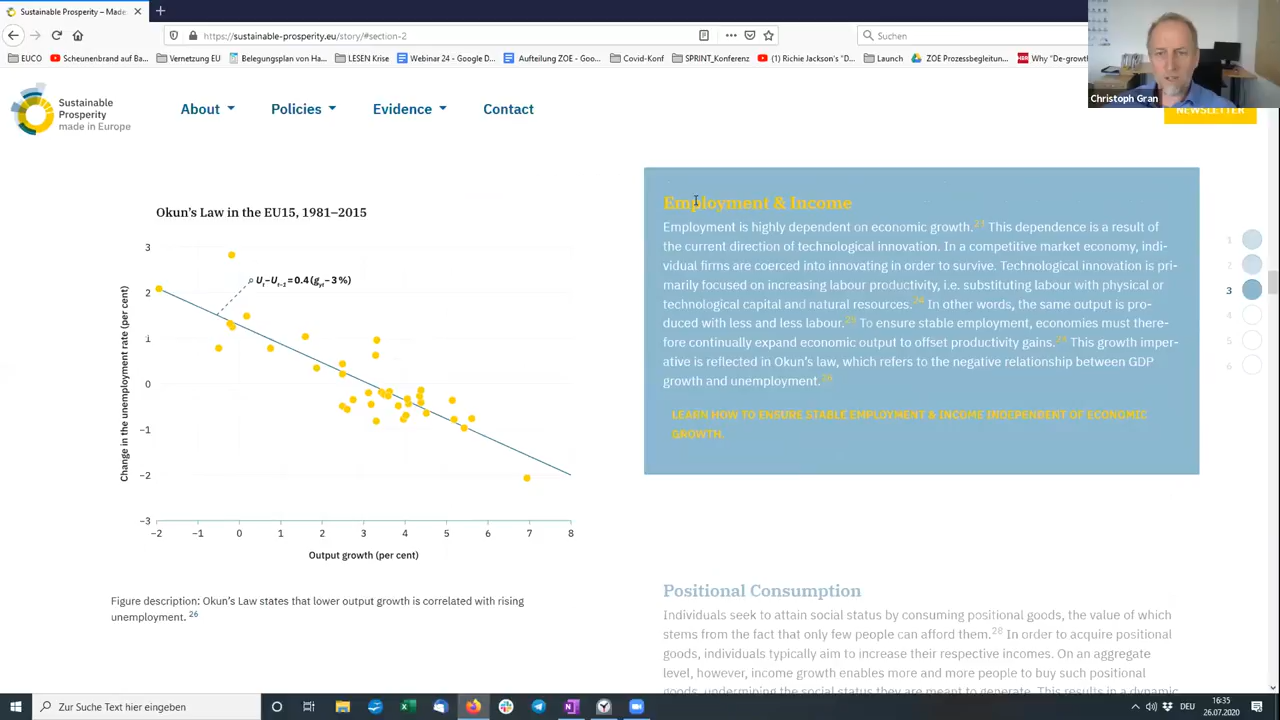 Sustainable Prosperity – Made
https://sustainable-prosperity.eu/story/#section-2
Suchen
EUCO
Scheunenbrand auf Ba...
Vernetzung EU
Belegungsplan von Ha...
LESEN Krise
Webinar 24 - Google D...
Aufteilung ZOE - Goo...
Covid-Konf
SPRINT_Konferenz
(1) Richie Jackson's "D...
Launch
ZOE Prozessbegleitun...
Why "De-growth
Christoph Gran
Sustainable
Prosperity
made in Europe
About
Policies
Evidence
Contact
NEWSLETTER
Okun's Law in the EU15, 1981–2015
Change in the unemployment rate (per cent)
3
2
1
0
−1
−2
−3
−2 −1 0 1 2 3 4 5 6 7 8
Output growth (per cent)
Figure description: Okun's Law states that lower output growth is correlated with rising
unemployment. 26
Employment & Income
Employment is highly dependent on economic growth. This dependence is a result of
the current direction of technological innovation. In a competitive market economy, indi-
vidual firms are coerced into innovating in order to survive. Technological innovation is pri-
marily focused on increasing labour productivity, i.e. substituting labour with physical or
technological capital and natural resources. In other words, the same output is pro-
duced with less and less labour. To ensure stable employment, economies must there-
fore continually expand economic output to offset productivity gains. This growth imper-
ative is reflected in Okun's law, which refers to the negative relationship between GDP
growth and unemployment.
LEARN HOW TO ENSURE STABLE EMPLOYMENT & INCOME INDEPENDENT OF ECONOMIC
GROWTH.
1
2
3
4
5
6
Positional Consumption
Individuals seek to attain social status by consuming positional goods, the value of which
stems from the fact that only few people can afford them.28 In order to acquire positional
goods, individuals typically aim to increase their respective incomes. On an aggregate
level, however, income growth enables more and more people to buy such positional
goods, undermining the social status they are meant to generate. This results in a dynamic
Zur Suche Text hier eingeben
DEU
16:35
26.07.2020